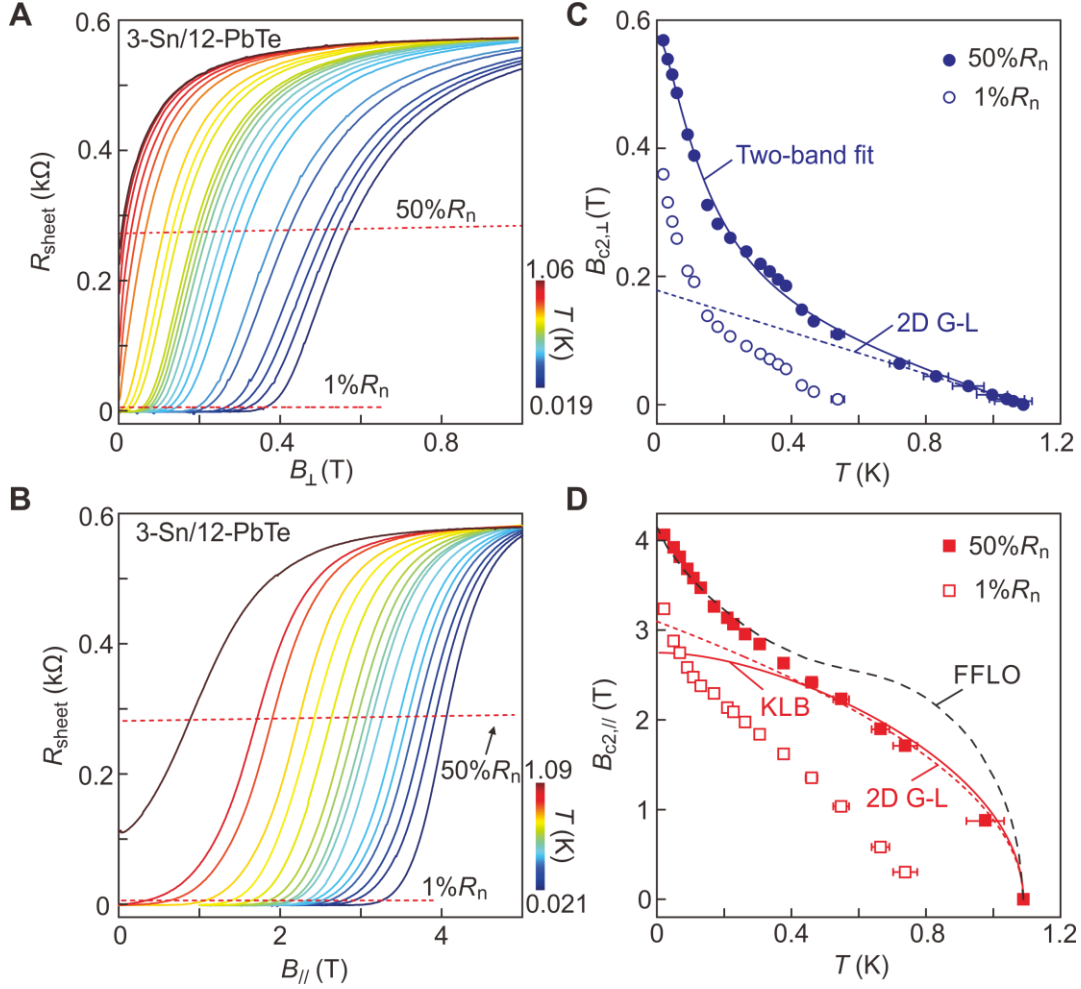 A
3-Sn/12-PbTe
0.6
0.4
0.2
0
R_sheet (kΩ)
50%R_n
1%R_n
1.06
T (K)
0.019
0 0.4 0.8
B_⊥ (T)
B
3-Sn/12-PbTe
0.6
0.4
0.2
0
R_sheet (kΩ)
50%R_n
1%R_n
1.09
T (K)
0.021
0 2 4
B_// (T)
C
0.6
0.4
0.2
0
B_c2,⊥ (T)
50%R_n
1%R_n
Two-band fit
2D G-L
0 0.4 0.8 1.2
T (K)
D
4
3
2
1
0
B_c2,// (T)
50%R_n
1%R_n
FFLO
KLB
2D G-L
0 0.4 0.8 1.2
T (K)